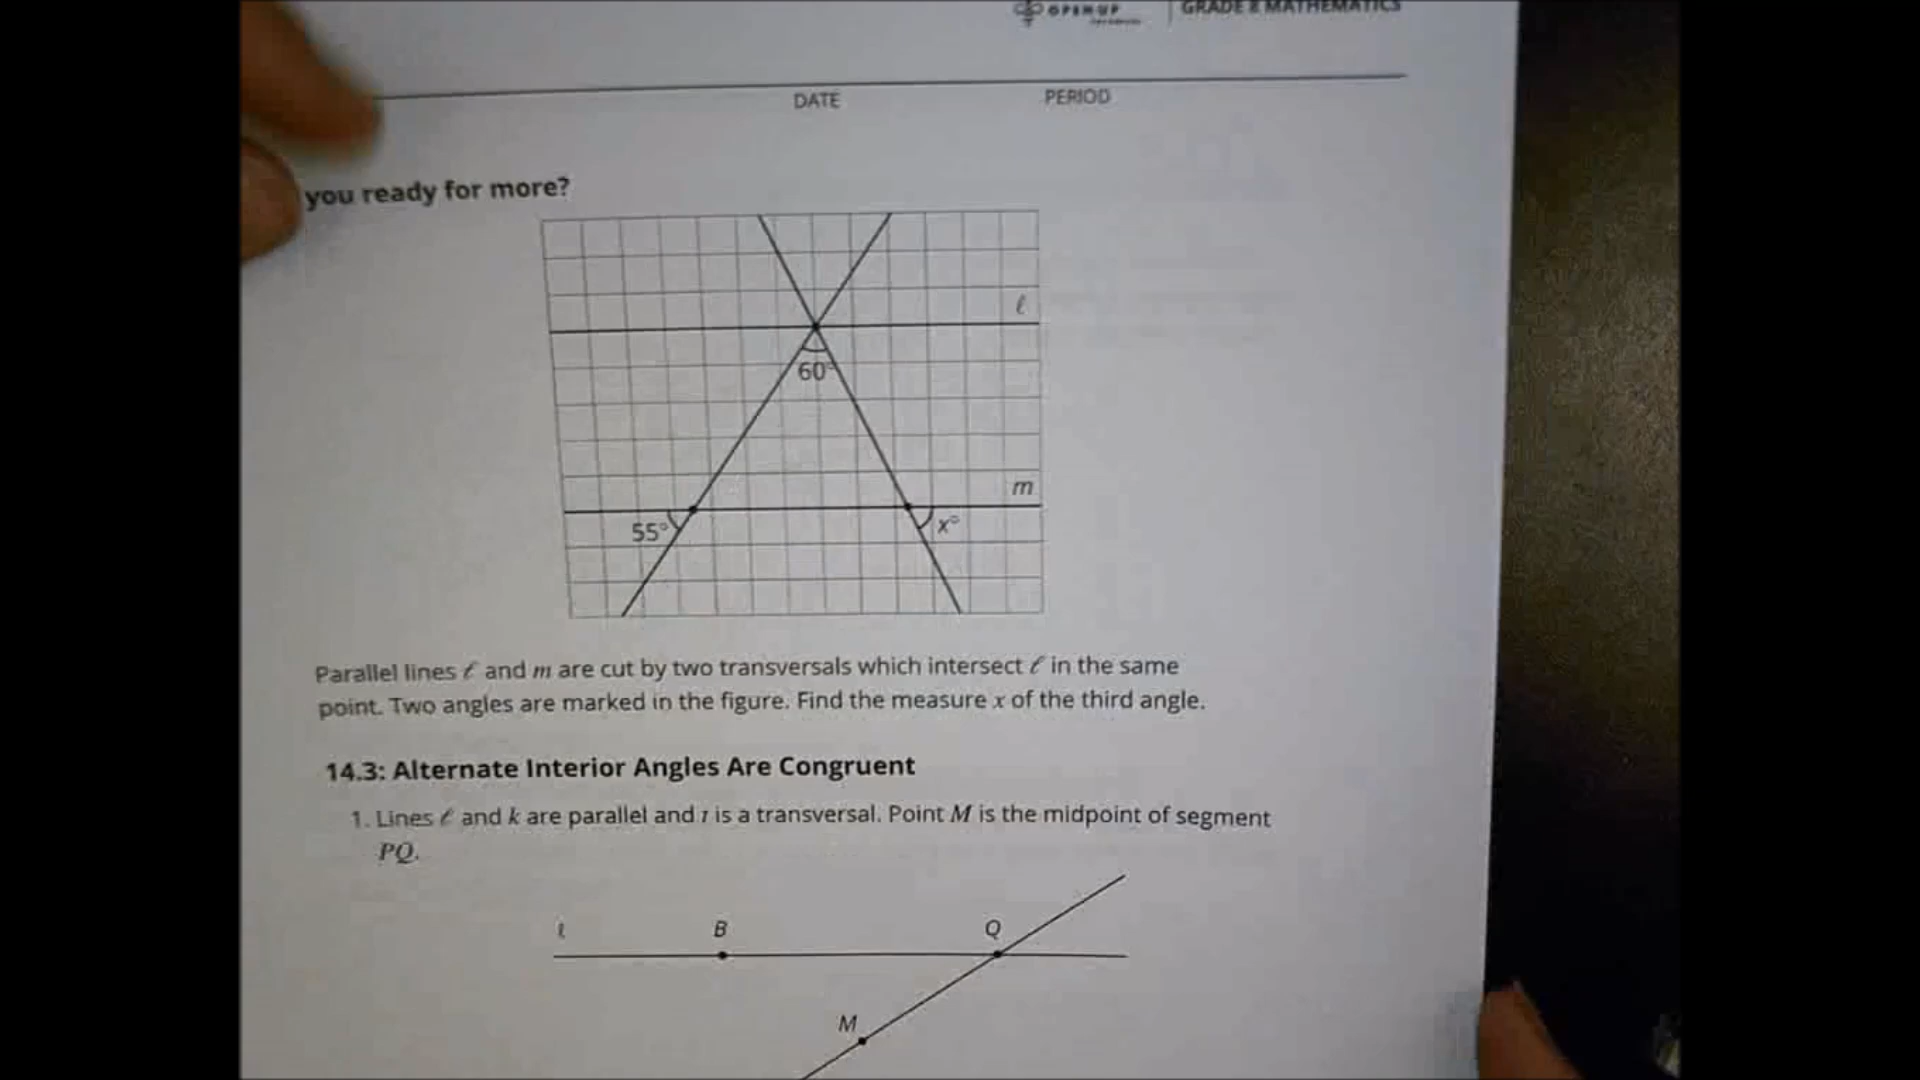 OPEN UP
GRADE 8 MATHEMATICS
DATE PERIOD
you ready for more?
ℓ
60°
m
55°
x°
Parallel lines ℓ and m are cut by two transversals which intersect ℓ in the same
point. Two angles are marked in the figure. Find the measure x of the third angle.
14.3: Alternate Interior Angles Are Congruent
1. Lines ℓ and k are parallel and t is a transversal. Point M is the midpoint of segment
PQ.
ℓ B Q
M